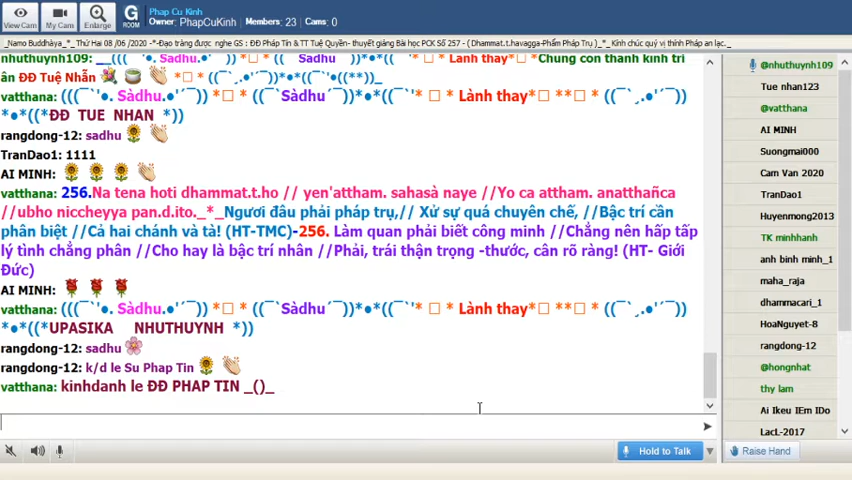 Phap Cu Kinh
Owner: PhapCuKinh | Members: 23 | Cams: 0
View Cam
My Cam
Enlarge
G
ROOM
_Namo Buddhàya_*_ Thứ Hai 08 /06 /2020 -*-Đạo tràng được nghe GS : ĐĐ Pháp Tín & TT Tuệ Quyền- thuyết giảng Bài học PCK Số 257 - ( Dhammat.t.havagga-Phẩm Pháp Trụ )_*_ Kính chúc quý vị thính Pháp an lạc._
nhuthuynh109: __(((¯`'●. Sàdhu.●'´¯)) *□ * ((¯`●Sàdhu´¯))*●*((¯`'* □ * Lành thay*Chúng con thành kính tri
ân ĐĐ Tuệ Nhẫn *□ * ((¯`¸.●'´¯))*●'*●((**))_
vatthana: (((¯`'●. Sàdhu.●'´¯)) *□ * ((¯`●Sàdhu´¯))*●*((¯`'* □ * Lành thay*□ **□ * ((¯`¸.●'´¯))
*●*((*ĐĐ TUE NHAN *))
rangdong-12: sadhu
TranDao1: 1111
AI MINH:
vatthana: 256.Na tena hoti dhammat.t.ho // yen'attham. sahasà naye //Yo ca attham. anatthañca
//ubho niccheyya pan.d.ito._*_Ngươi đâu phải pháp trụ,// Xử sự quá chuyên chế, //Bậc trí cần
phân biệt //Cả hai chánh và tà! (HT-TMC)-256. Làm quan phải biết công minh //Chẳng nên hấp tấp
lý tình chẳng phân //Cho hay là bậc trí nhân //Phải, trái thận trọng -thước, cân rõ ràng! (HT- Giới
Đức)
AI MINH:
vatthana: (((¯`'●. Sàdhu.●'´¯)) *□ * ((¯`●Sàdhu´¯))*●*((¯`'* □ * Lành thay*□ **□ * ((¯`¸.●'´¯))
*●*((*UPASIKA NHUTHUYNH *))
rangdong-12: sadhu
rangdong-12: k/d le Su Phap Tin
vatthana: kinhdanh le ĐĐ PHAP TIN _()_
@nhuthuynh109
Tue nhan123
@vatthana
AI MINH
Suongmai000
Cam Van 2020
TranDao1
Huyenmong2013
TK minhhanh
anh binh minh_1
maha_raja
dhammacari_1
HoaNguyet-8
rangdong-12
@hongnhat
thy lam
Ai Ikeu IEm IDo
LacL-2017
Hold to Talk
Raise Hand